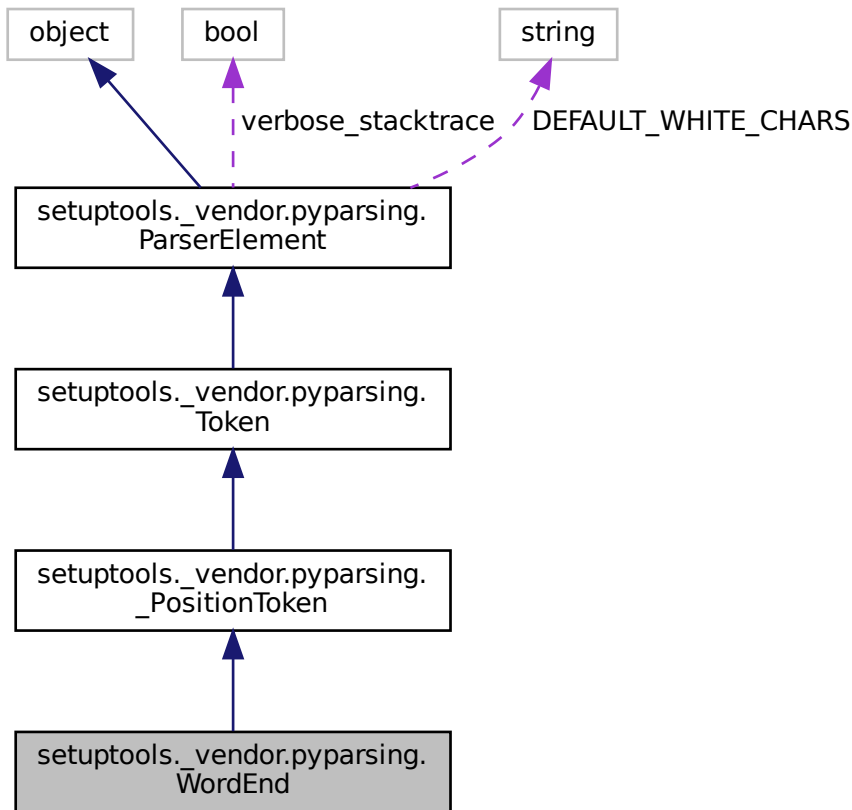 object
bool
string
verbose_stacktrace
DEFAULT_WHITE_CHARS
setuptools._vendor.pyparsing.
ParserElement
setuptools._vendor.pyparsing.
Token
setuptools._vendor.pyparsing.
_PositionToken
setuptools._vendor.pyparsing.
WordEnd